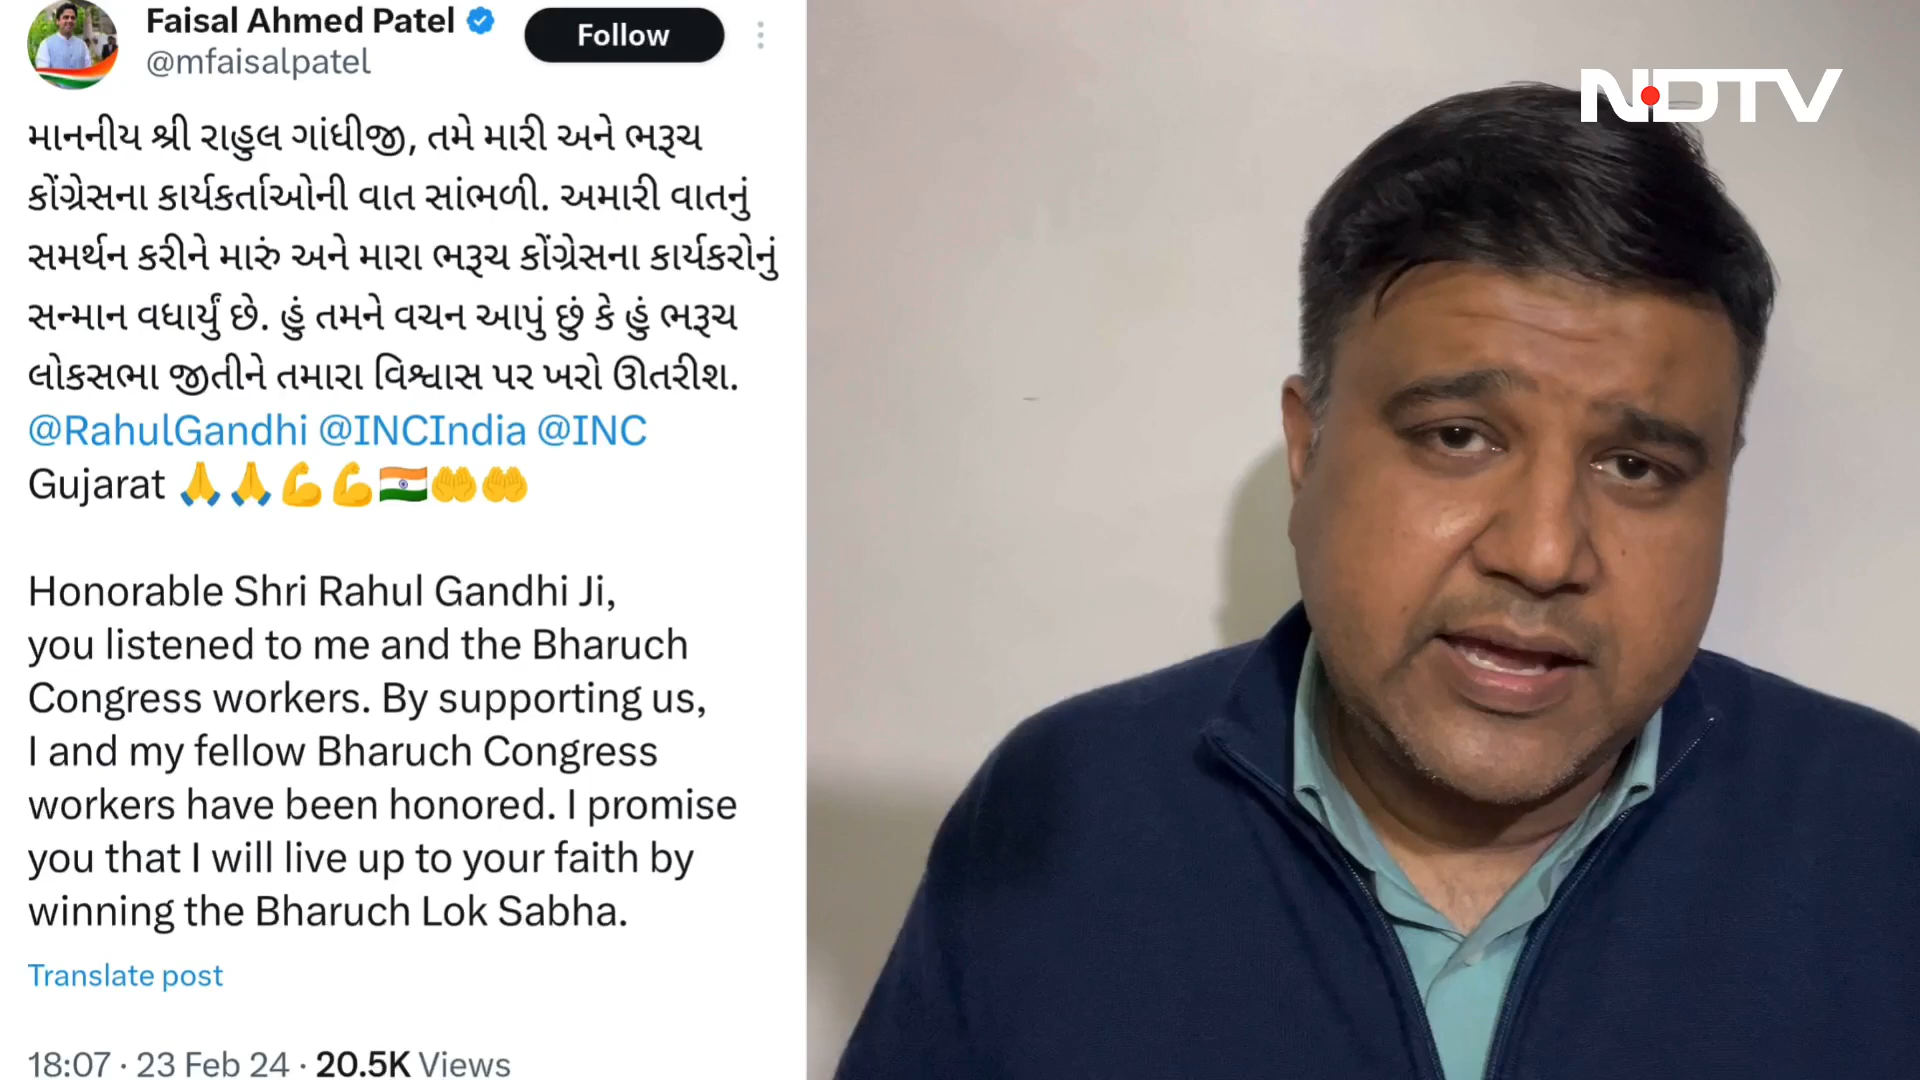 Faisal Ahmed Patel
Follow
@mfaisalpatel
NDTV
માનનીય શ્રી રાહુલ ગાંધીજી, તમે મારી અને ભરૂચ
કોંગ્રેસના કાર્યકર્તાઓની વાત સાંભળી. અમારી વાતનું
સમર્થન કરીને મારું અને મારા ભરૂચ કોંગ્રેસના કાર્યકરોનું
સન્માન વધાર્યું છે. હું તમને વચન આપું છું કે હું ભરૂચ
લોકસભા જીતીને તમારા વિશ્વાસ પર ખરો ઊતરીશ.
@RahulGandhi @INCIndia @INC
Gujarat 🙏🙏💪💪🇮🇳🤲🤲
Honorable Shri Rahul Gandhi Ji,
you listened to me and the Bharuch
Congress workers. By supporting us,
I and my fellow Bharuch Congress
workers have been honored. I promise
you that I will live up to your faith by
winning the Bharuch Lok Sabha.
Translate post
18:07 · 23 Feb 24 · 20.5K Views